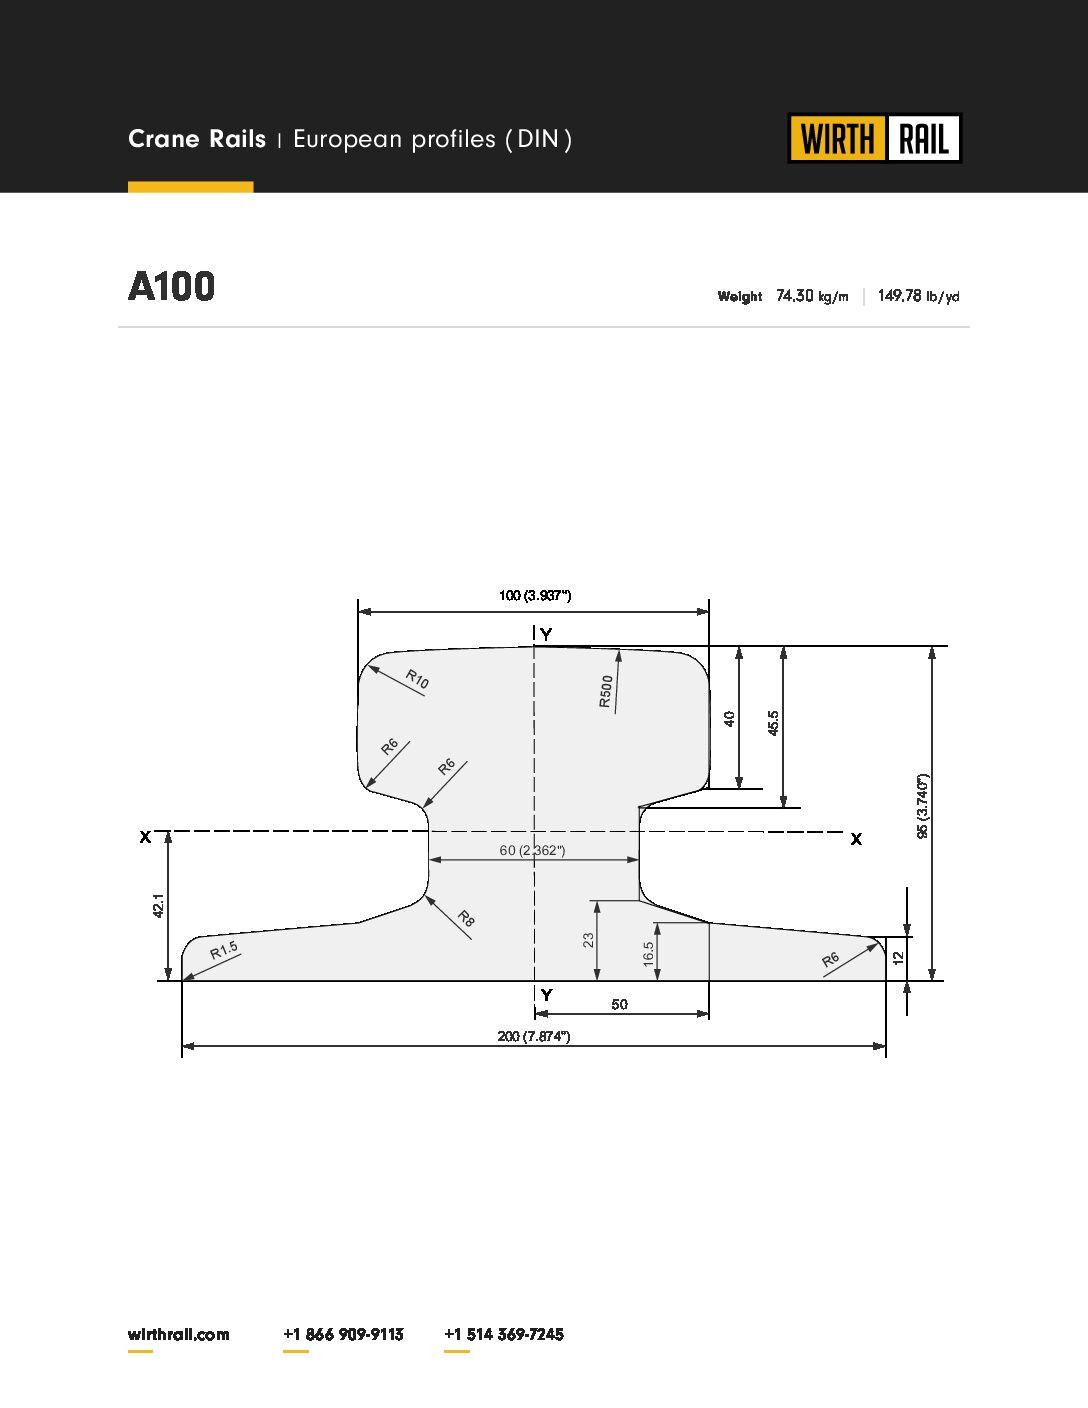 Crane Rails | European profiles (DIN)
WIRTH RAIL
A100
Weight 74,30 kg/m | 149,78 lb/yd
100 (3.937")
Y
R10
R500
40
45.5
R6
R6
95 (3.740")
X
X
60 (2.362")
42.1
R8
23
16.5
R1.5
R6
12
Y
50
200 (7.874")
wirthrail.com +1 866 909-9113 +1 514 369-7245